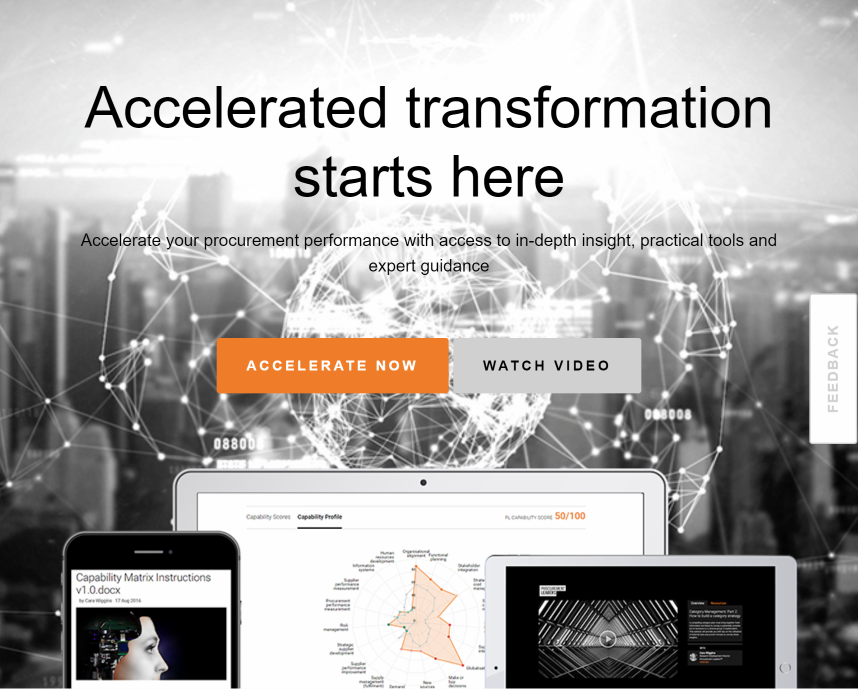 Accelerated transformation
starts here
Accelerate your procurement performance with access to in-depth insight, practical tools and
expert guidance
ACCELERATE NOW
WATCH VIDEO
FEEDBACK
088008
Capability Scores
Capability Profile
PL CAPABILITY SCORE 50/100
Capability Matrix Instructions
v1.0.docx
by Cara Wiggins 17 Aug 2016
Human
resources
development
Organisational
alignment
Functional
planning
Information
systems
Stakeholder
integration
Supplier
performance
measurement
Procurement
performance
measurement
Risk
management
Strategic
supplier
development
Supplier
performance
improvement
Supply
management
(fulfilment)
Demand
New
sources
Make or
buy
decisions
PROCUREMENT
LEADERS
Overview
Resources
Category Management Part 2:
How to build a category strategy
Cara Wiggins